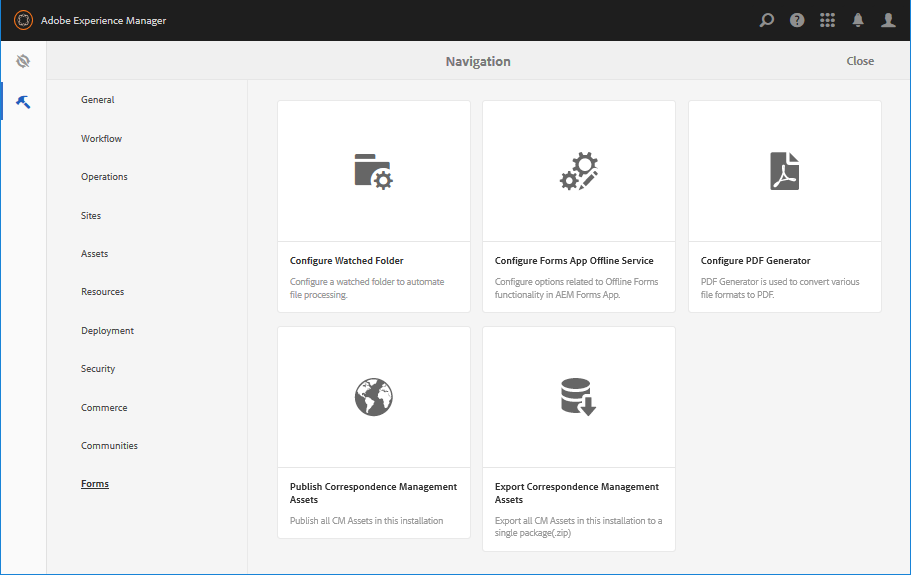 Adobe Experience Manager
Navigation
Close
General
Workflow
Operations
Sites
Assets
Resources
Deployment
Security
Commerce
Communities
Forms
Configure Watched Folder
Configure a watched folder to automate
file processing.
Configure Forms App Offline Service
Configure options related to Offline Forms
functionality in AEM Forms App.
Configure PDF Generator
PDF Generator is used to convert various
file formats to PDF.
Publish Correspondence Management
Assets
Publish all CM Assets in this installation
Export Correspondence Management
Assets
Export all CM Assets in this installation to a
single package(.zip)